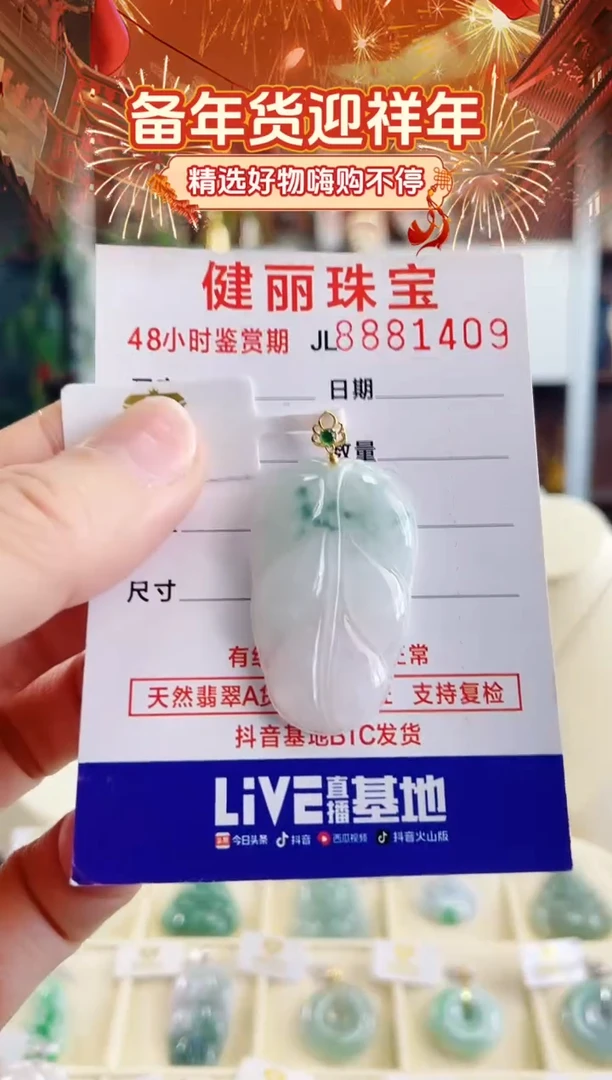 备年货迎祥年
精选好物嗨购不停
健丽珠宝
48小时鉴赏期 JL8881409
日期
数量
尺寸
有
正常
天然翡翠A货 支持复检
抖音基地BTC发货
LiVE直播基地
今日头条 抖音 西瓜视频 抖音火山版